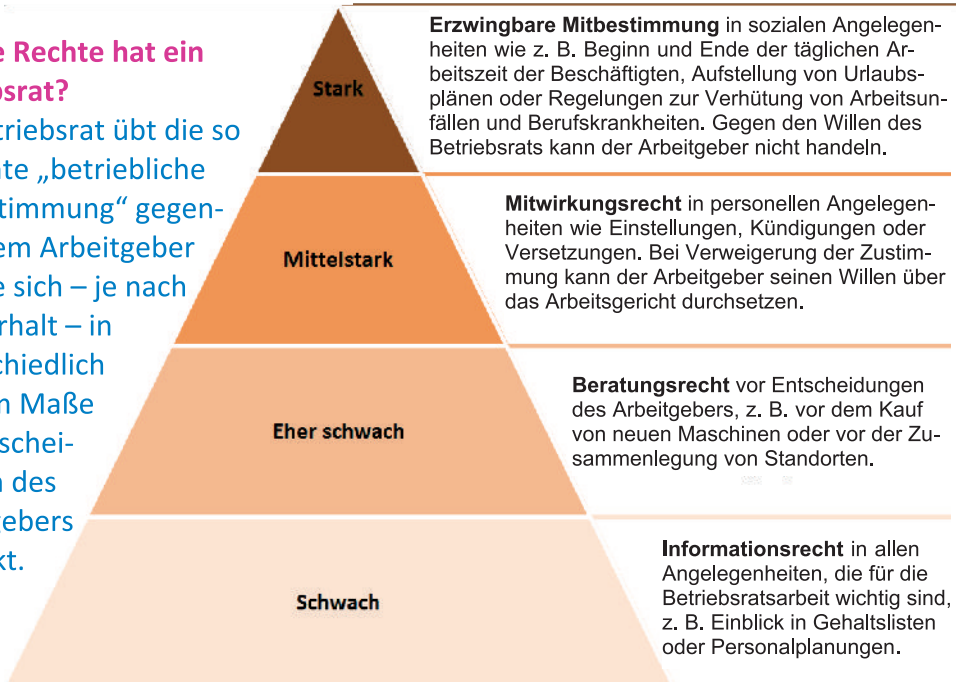 e Rechte hat ein
bsrat?
triebsrat übt die so
nte „betriebliche
stimmung“ gegen-
em Arbeitgeber
e sich – je nach
erhalt – in
chiedlich
n Maße
schei-
n des
gebers
kt.
Stark
Erzwingbare Mitbestimmung in sozialen Angelegen-
heiten wie z. B. Beginn und Ende der täglichen Ar-
beitszeit der Beschäftigten, Aufstellung von Urlaubs-
plänen oder Regelungen zur Verhütung von Arbeitsun-
fällen und Berufskrankheiten. Gegen den Willen des
Betriebsrats kann der Arbeitgeber nicht handeln.
Mittelstark
Mitwirkungsrecht in personellen Angelegen-
heiten wie Einstellungen, Kündigungen oder
Versetzungen. Bei Verweigerung der Zustim-
mung kann der Arbeitgeber seinen Willen über
das Arbeitsgericht durchsetzen.
Eher schwach
Beratungsrecht vor Entscheidungen
des Arbeitgebers, z. B. vor dem Kauf
von neuen Maschinen oder vor der Zu-
sammenlegung von Standorten.
Schwach
Informationsrecht in allen
Angelegenheiten, die für die
Betriebsratsarbeit wichtig sind,
z. B. Einblick in Gehaltslisten
oder Personalplanungen.